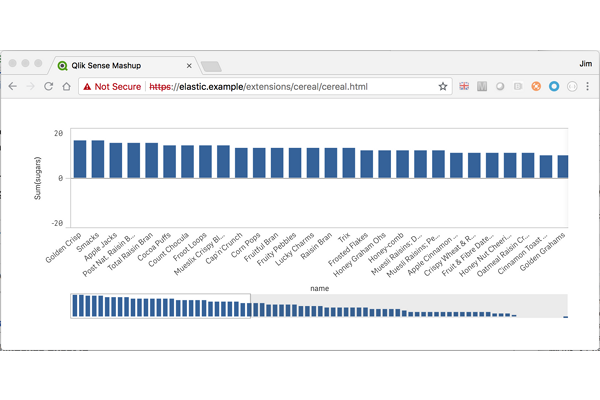 Qlik Sense Mashup
Jim
Not Secure https://elastic.example/extensions/cereal/cereal.html
Sum(sugars)
20
0
-20
Golden Crisp
Smacks
Apple Jacks
Post Nat. Raisin B...
Total Raisin Bran
Cocoa Puffs
Count Chocula
Froot Loops
Mueslix Crispy Bl...
Cap'n'Crunch
Corn Pops
Fruitful Bran
Fruity Pebbles
Lucky Charms
Raisin Bran
Trix
Frosted Flakes
Honey Graham Ohs
Honey-comb
Muesli Raisins; D...
Muesli Raisins; Pe...
Apple Cinnamon ...
Crispy Wheat & R...
Fruit & Fibre Date...
Honey Nut Cheeri...
Oatmeal Raisin Cr...
Cinnamon Toast ...
Golden Grahams
name